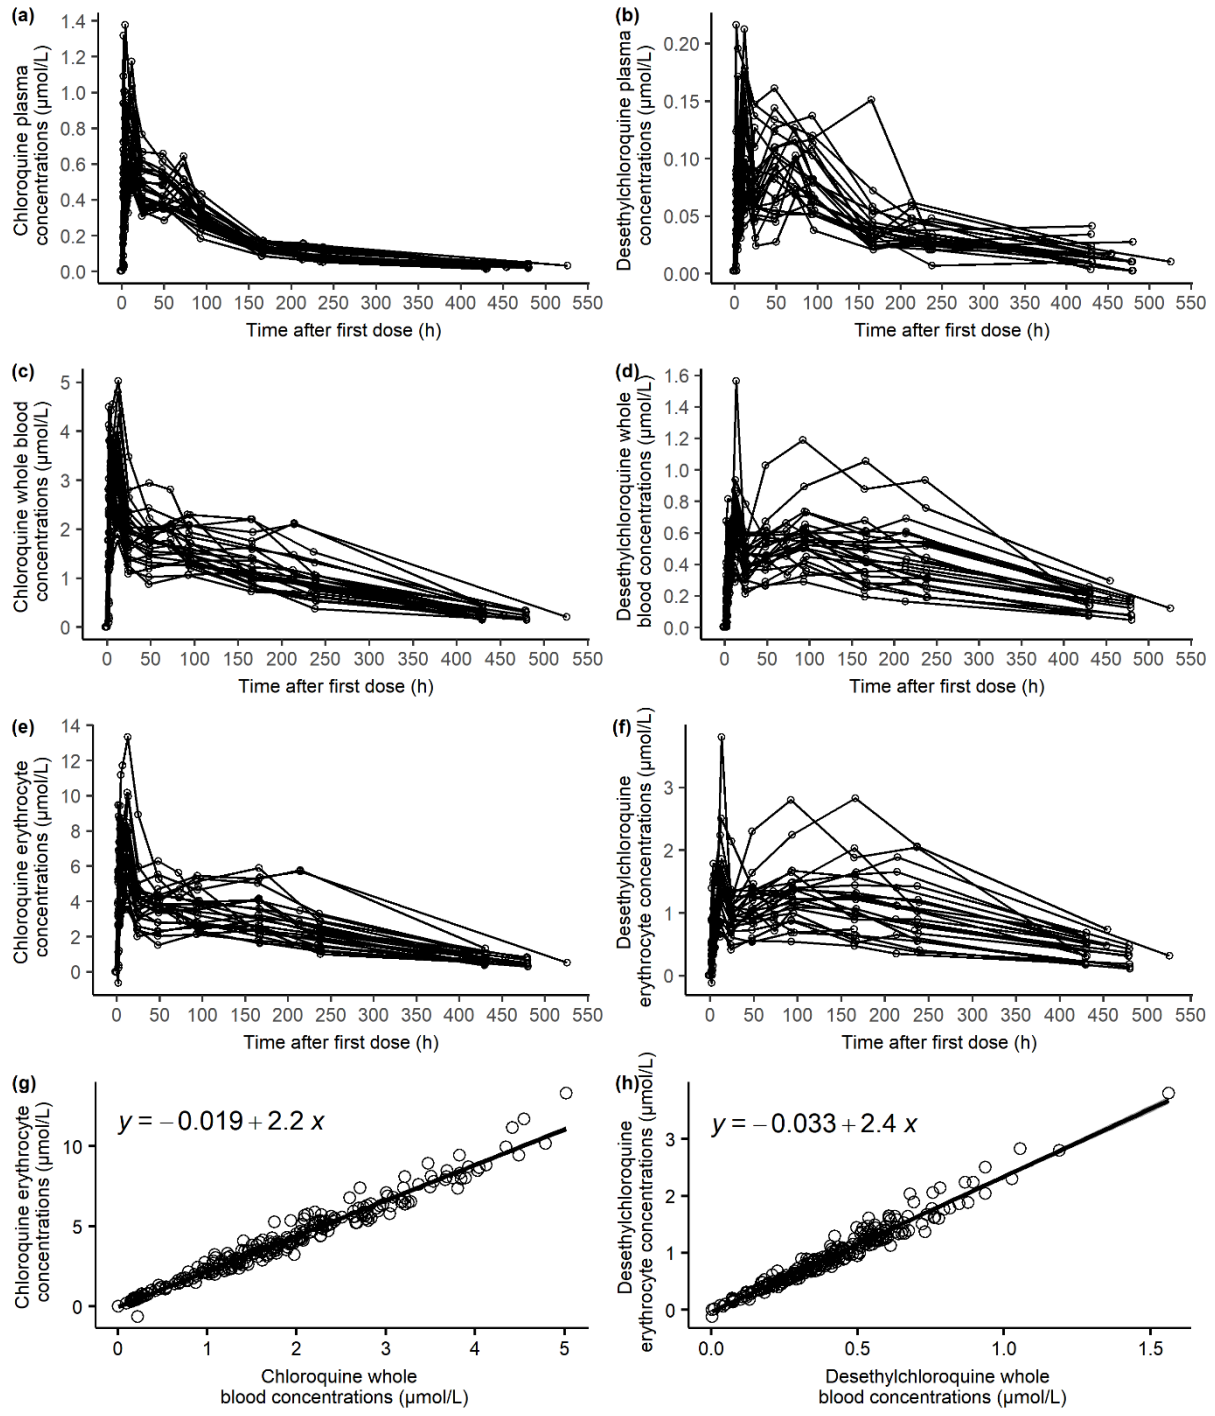 (a)
Chloroquine plasma
concentrations (µmol/L)
1.4
1.2
1.0
0.8
0.6
0.4
0.2
0.0
0 50 100 150 200 250 300 350 400 450 500 550
Time after first dose (h)
(b)
Desethylchloroquine plasma
concentrations (µmol/L)
0.20
0.15
0.10
0.05
0.00
0 50 100 150 200 250 300 350 400 450 500 550
Time after first dose (h)
(c)
Chloroquine whole blood
concentrations (µmol/L)
5
4
3
2
1
0
0 50 100 150 200 250 300 350 400 450 500 550
Time after first dose (h)
(d)
Desethylchloroquine whole
blood concentrations (µmol/L)
1.6
1.4
1.2
1.0
0.8
0.6
0.4
0.2
0.0
0 50 100 150 200 250 300 350 400 450 500 550
Time after first dose (h)
(e)
Chloroquine erythrocyte
concentrations (µmol/L)
14
12
10
8
6
4
2
0
0 50 100 150 200 250 300 350 400 450 500 550
Time after first dose (h)
(f)
Desethylchloroquine
erythrocyte concentrations (µmol/L)
3
2
1
0
0 50 100 150 200 250 300 350 400 450 500 550
Time after first dose (h)
(g)
Chloroquine erythrocyte
concentrations (µmol/L)
y = −0.019 + 2.2 x
10
5
0
0 1 2 3 4 5
Chloroquine whole
blood concentrations (µmol/L)
(h)
Desethylchloroquine
erythrocyte concentrations (µmol/L)
y = −0.033 + 2.4 x
3
2
1
0
0.0 0.5 1.0 1.5
Desethylchloroquine whole
blood concentrations (µmol/L)